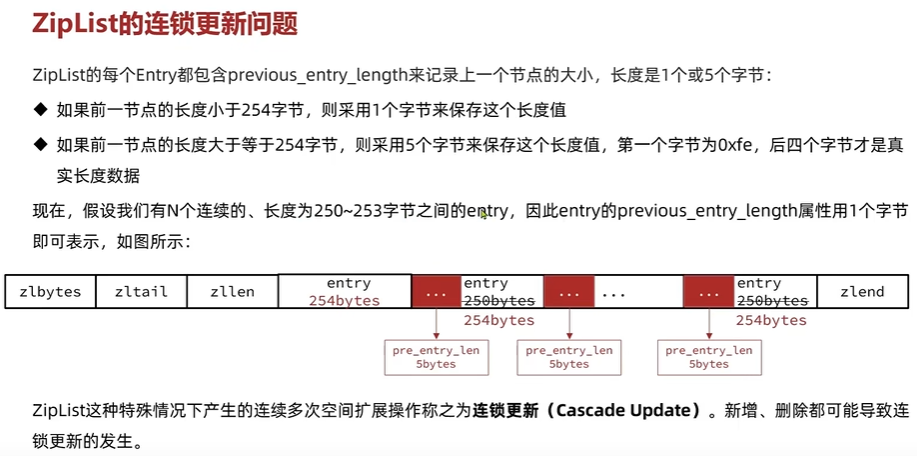 ZipList的连锁更新问题
ZipList的每个Entry都包含previous_entry_length来记录上一个节点的大小，长度是1个或5个字节：
◆ 如果前一节点的长度小于254字节，则采用1个字节来保存这个长度值
◆ 如果前一节点的长度大于等于254字节，则采用5个字节来保存这个长度值，第一个字节为0xfe，后四个字节才是真
实长度数据
现在，假设我们有N个连续的、长度为250~253字节之间的entry，因此entry的previous_entry_length属性用1个字节
即可表示，如图所示：
zlbytes zltail zllen entry ... entry ... ... ... entry zlend
254bytes 250bytes 250bytes
254bytes 254bytes
pre_entry_len pre_entry_len pre_entry_len
5bytes 5bytes 5bytes
ZipList这种特殊情况下产生的连续多次空间扩展操作称之为连锁更新（Cascade Update）。新增、删除都可能导致连
锁更新的发生。